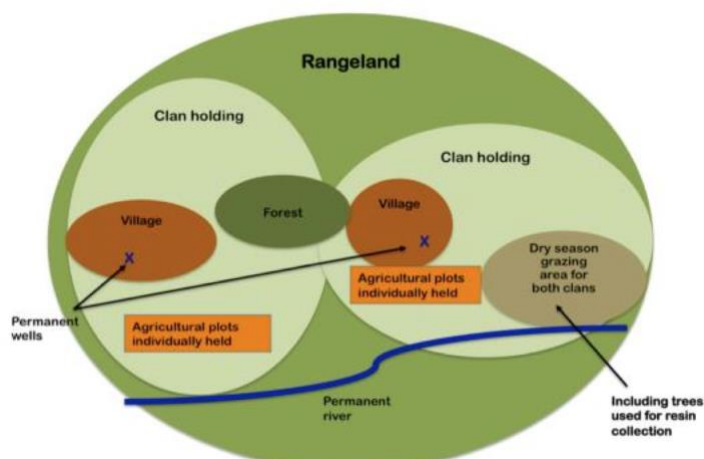 Rangeland
Clan holding
Clan holding
Village
Forest
Village
X
X
Dry season
grazing
area for
both clans
Agricultural plots
individually held
Permanent
wells
Agricultural plots
individually held
Permanent
river
Including trees
used for resin
collection